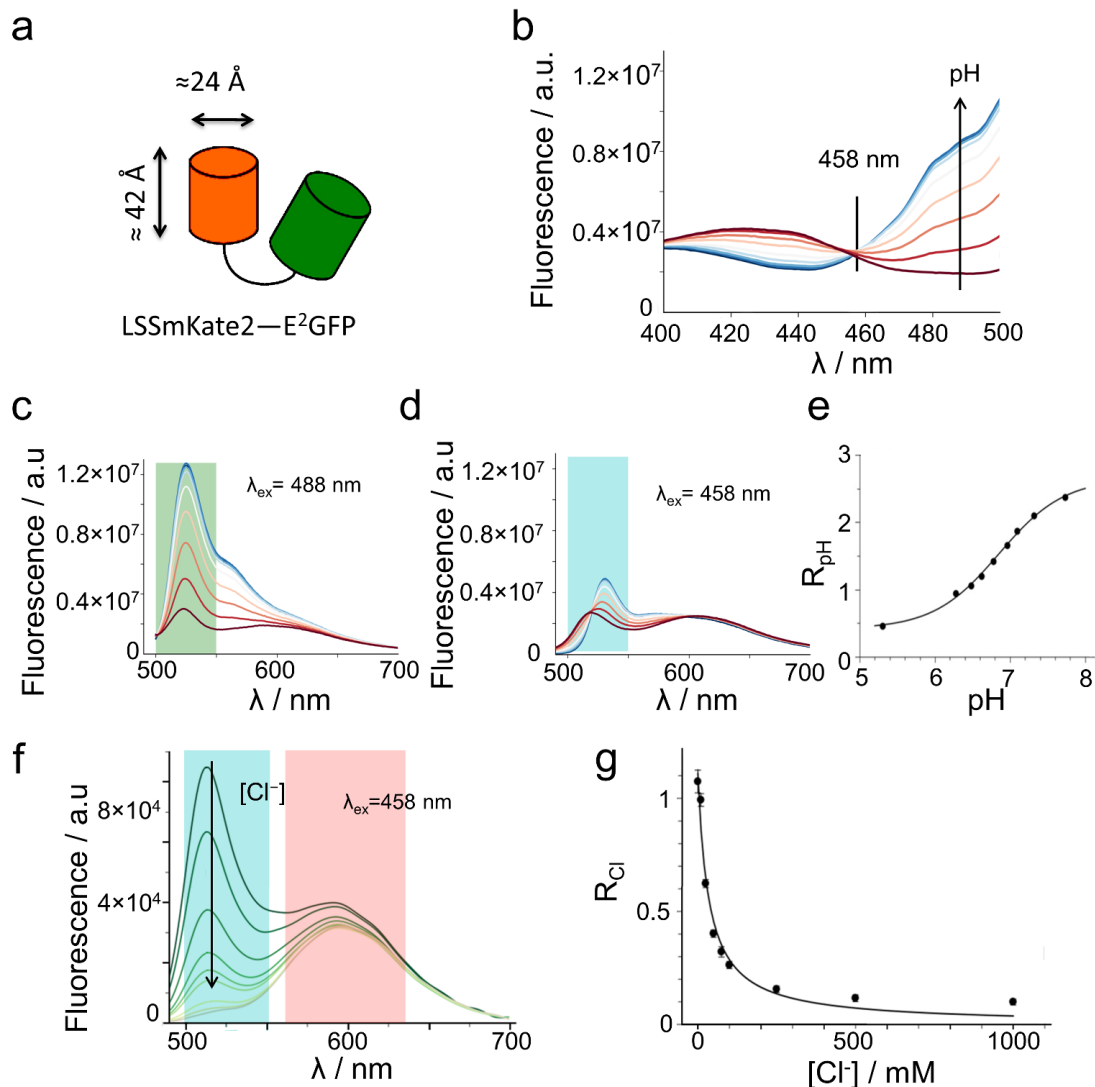 a
≈24 Å
≈ 42 Å
LSSmKate2—E²GFP
b
Fluorescence / a.u.
1.2×10⁷
0.8×10⁷
0.4×10⁷
0
458 nm
pH
400 420 440 460 480 500
λ / nm
c
Fluorescence / a.u
1.2×10⁷
0.8×10⁷
0.4×10⁷
λex= 488 nm
500 600 700
λ / nm
d
Fluorescence / a.u
1.2×10⁷
0.8×10⁷
0.4×10⁷
λex= 458 nm
500 600 700
λ / nm
e
RpH
3
2
1
0
5 6 7 8
pH
f
Fluorescence / a.u
8×10⁴
4×10⁴
0
[Cl⁻]
λex=458 nm
500 600 700
λ / nm
g
RCl
1
0.5
0
0 500 1000
[Cl⁻] / mM